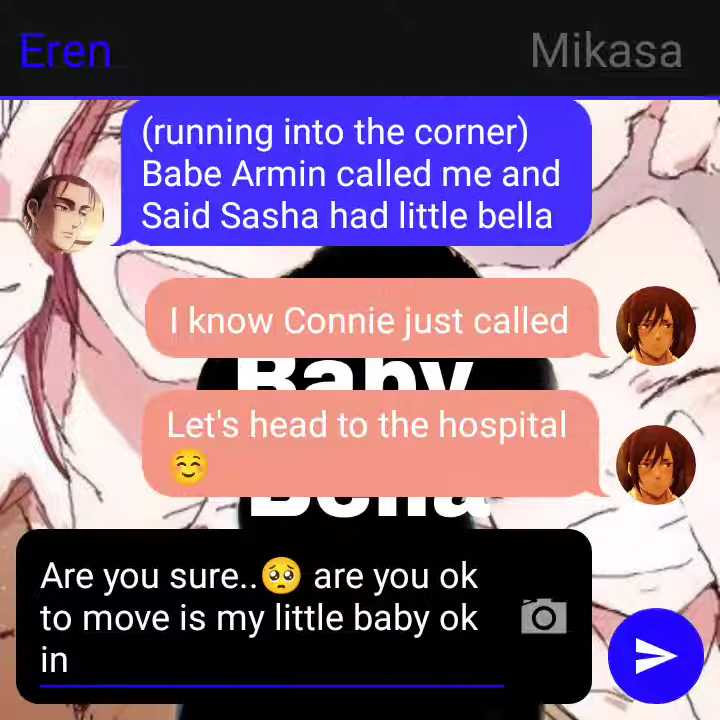 Eren
Mikasa
(running into the corner)
Babe Armin called me and
Said Sasha had little bella
I know Connie just called
Baby
Let's head to the hospital
☺️
Bella
Are you sure..🥺 are you ok
to move is my little baby ok
in